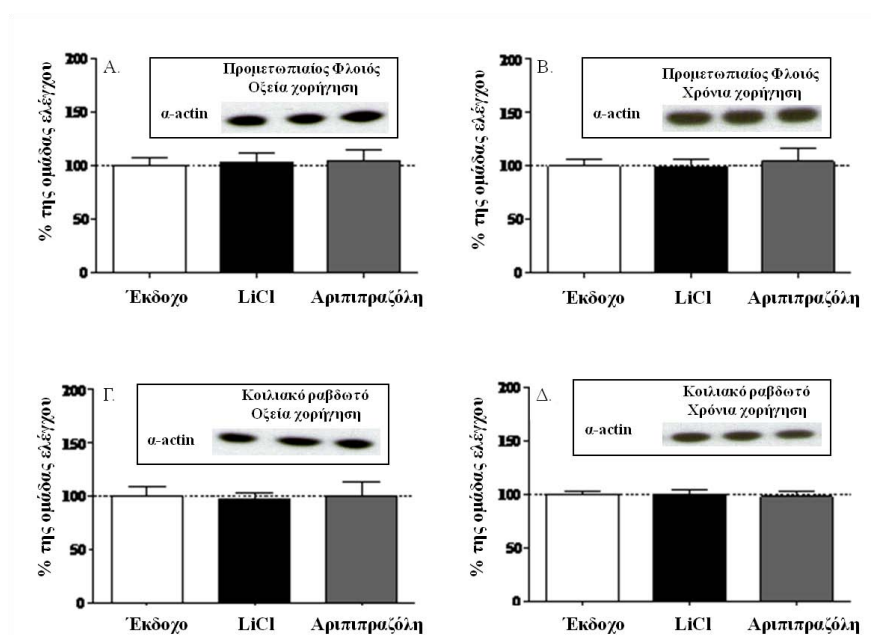 Α.
% της ομάδας ελέγχου
200
150
100
50
0
Προμετωπιαίος Φλοιός
Οξεία χορήγηση
α-actin
Έκδοχο LiCl Αριπιπραζόλη
Β.
% της ομάδας ελέγχου
200
150
100
50
0
Προμετωπιαίος Φλοιός
Χρόνια χορήγηση
α-actin
Έκδοχο LiCl Αριπιπραζόλη
Γ.
% της ομάδας ελέγχου
200
150
100
50
0
Κοιλιακό ραβδωτό
Οξεία χορήγηση
α-actin
Έκδοχο LiCl Αριπιπραζόλη
Δ.
% της ομάδας ελέγχου
200
150
100
50
0
Κοιλιακό ραβδωτό
Χρόνια χορήγηση
α-actin
Έκδοχο LiCl Αριπιπραζόλη